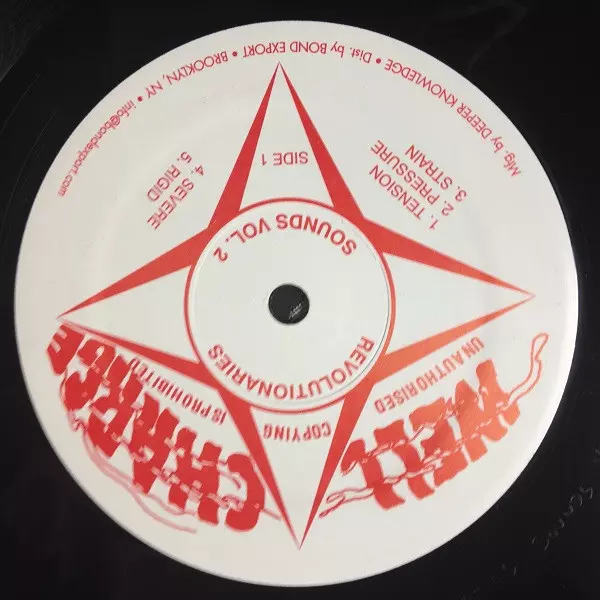 WELL
CHARGE
UNAUTHORISED
COPYING
IS PROHIBITED
REVOLUTIONARIES
SOUNDS VOL. 2
SIDE 1
1. TENSION
2. PRESSURE
3. STRAIN
4. SEVERE
5. RIGID
Mfg. by DEEPER KNOWLEDGE • Dist. by BOND EXPORT • BROOKLYN, NY • info@bondexport.com